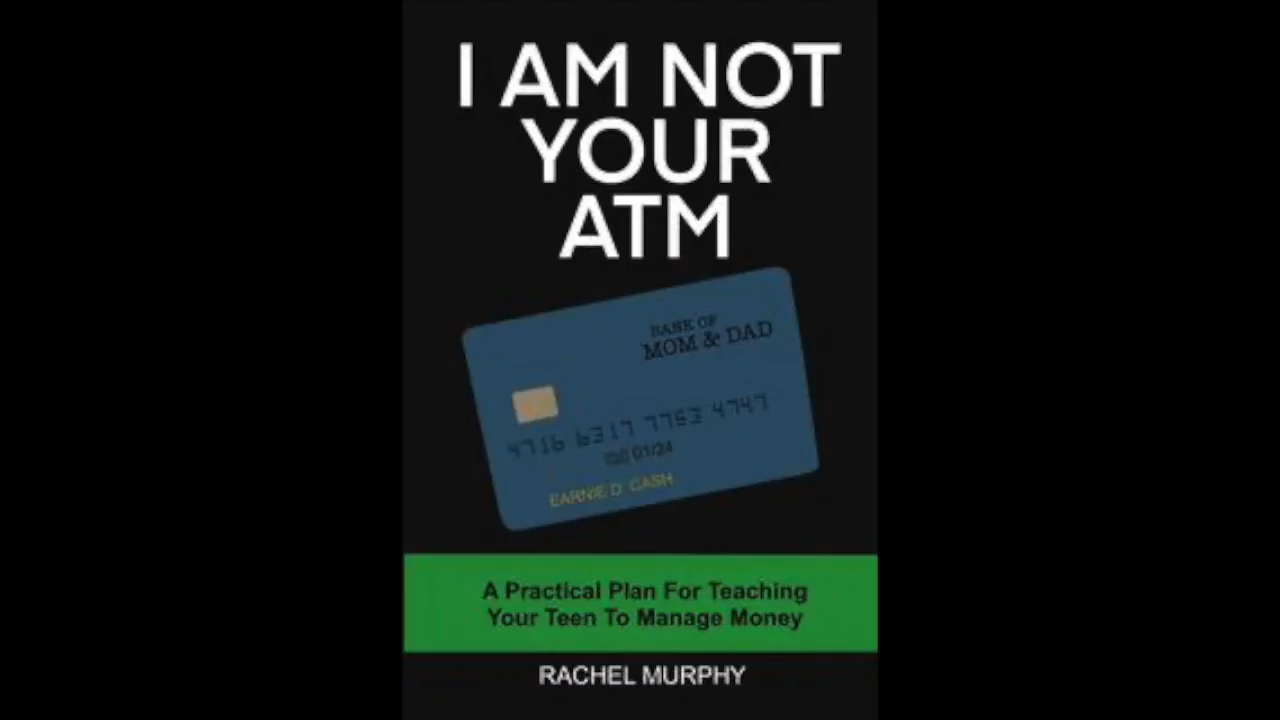 I AM NOT
YOUR
ATM
BANK OF
MOM & DAD
4716 6317 7753 4747
01/24
EARNIE D. CASH
A Practical Plan For Teaching
Your Teen To Manage Money
RACHEL MURPHY